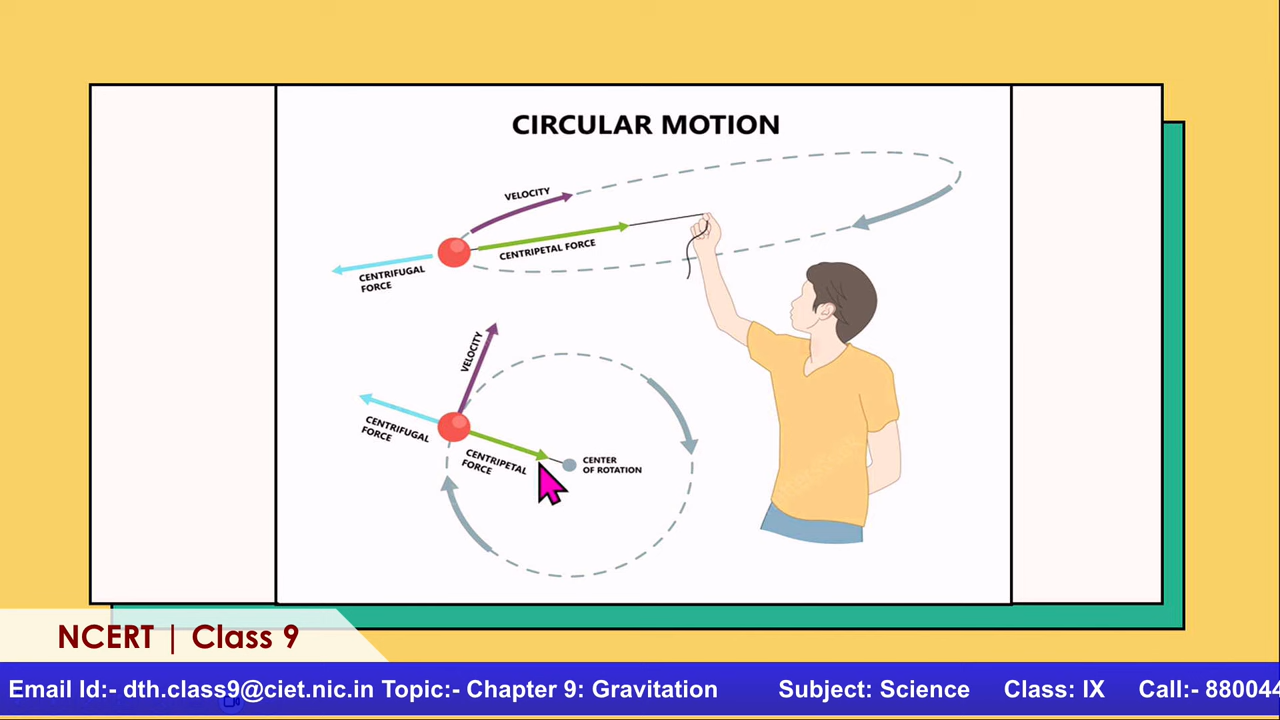 CIRCULAR MOTION
VELOCITY
CENTRIPETAL FORCE
CENTRIFUGAL
FORCE
VELOCITY
CENTRIFUGAL
FORCE
CENTRIPETAL
FORCE
CENTER
OF ROTATION
NCERT | Class 9
Email Id:- dth.class9@ciet.nic.in Topic:- Chapter 9: Gravitation Subject: Science Class: IX Call:- 880044